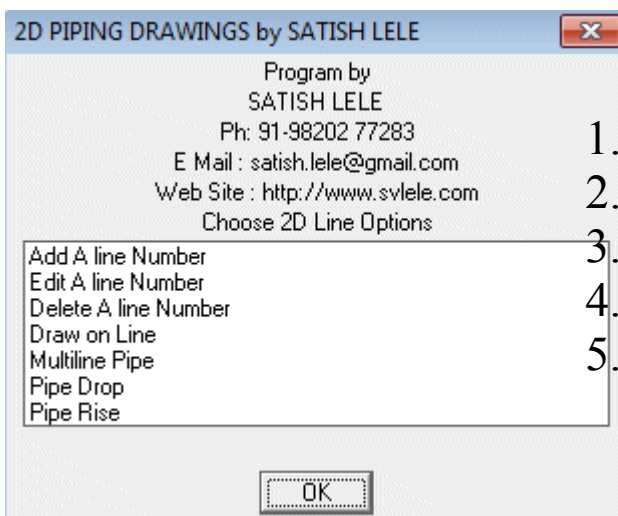 2D PIPING DRAWINGS by SATISH LELE
Program by
SATISH LELE
Ph: 91-98202 77283
E Mail : satish.lele@gmail.com
Web Site : http://www.svlele.com
Choose 2D Line Options
Add A line Number
Edit A line Number
Delete A line Number
Draw on Line
Multiline Pipe
Pipe Drop
Pipe Rise
OK
1.
2.
3.
4.
5.